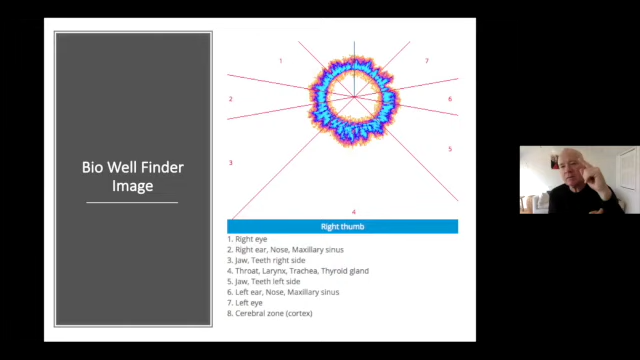 Bio Well Finder
Image
1
7
2
6
3
5
4
Right thumb
1. Right eye
2. Right ear, Nose, Maxillary sinus
3. Jaw, Teeth right side
4. Throat, Larynx, Trachea, Thyroid gland
5. Jaw, Teeth left side
6. Left ear, Nose, Maxillary sinus
7. Left eye
8. Cerebral zone (cortex)